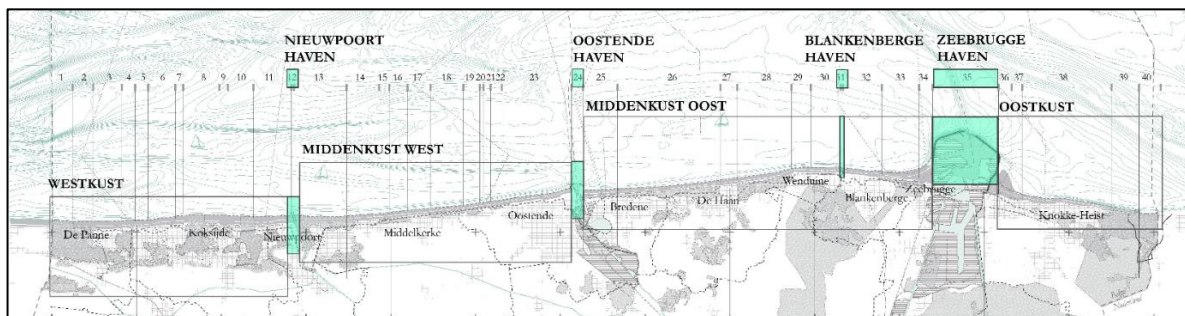 NIEUWPOORT
HAVEN
OOSTENDE
HAVEN
BLANKENBERGE
HAVEN
ZEEBRUGGE
HAVEN
1 2 3 4 5 6 7 8 9 10 11 12 13 14 15 16 17 18 19 20 21 22 23 24 25 26 27 28 29 30 31 32 33 34 35 36 37 38 39 40
MIDDENKUST OOST
OOSTKUST
MIDDENKUST WEST
WESTKUST
De Panne
Koksijde
Nieuwpoort
Middelkerke
Oostende
Bredene
De Haan
Wenduine
Blankenberge
Zeebrugge
Knokke-Heist